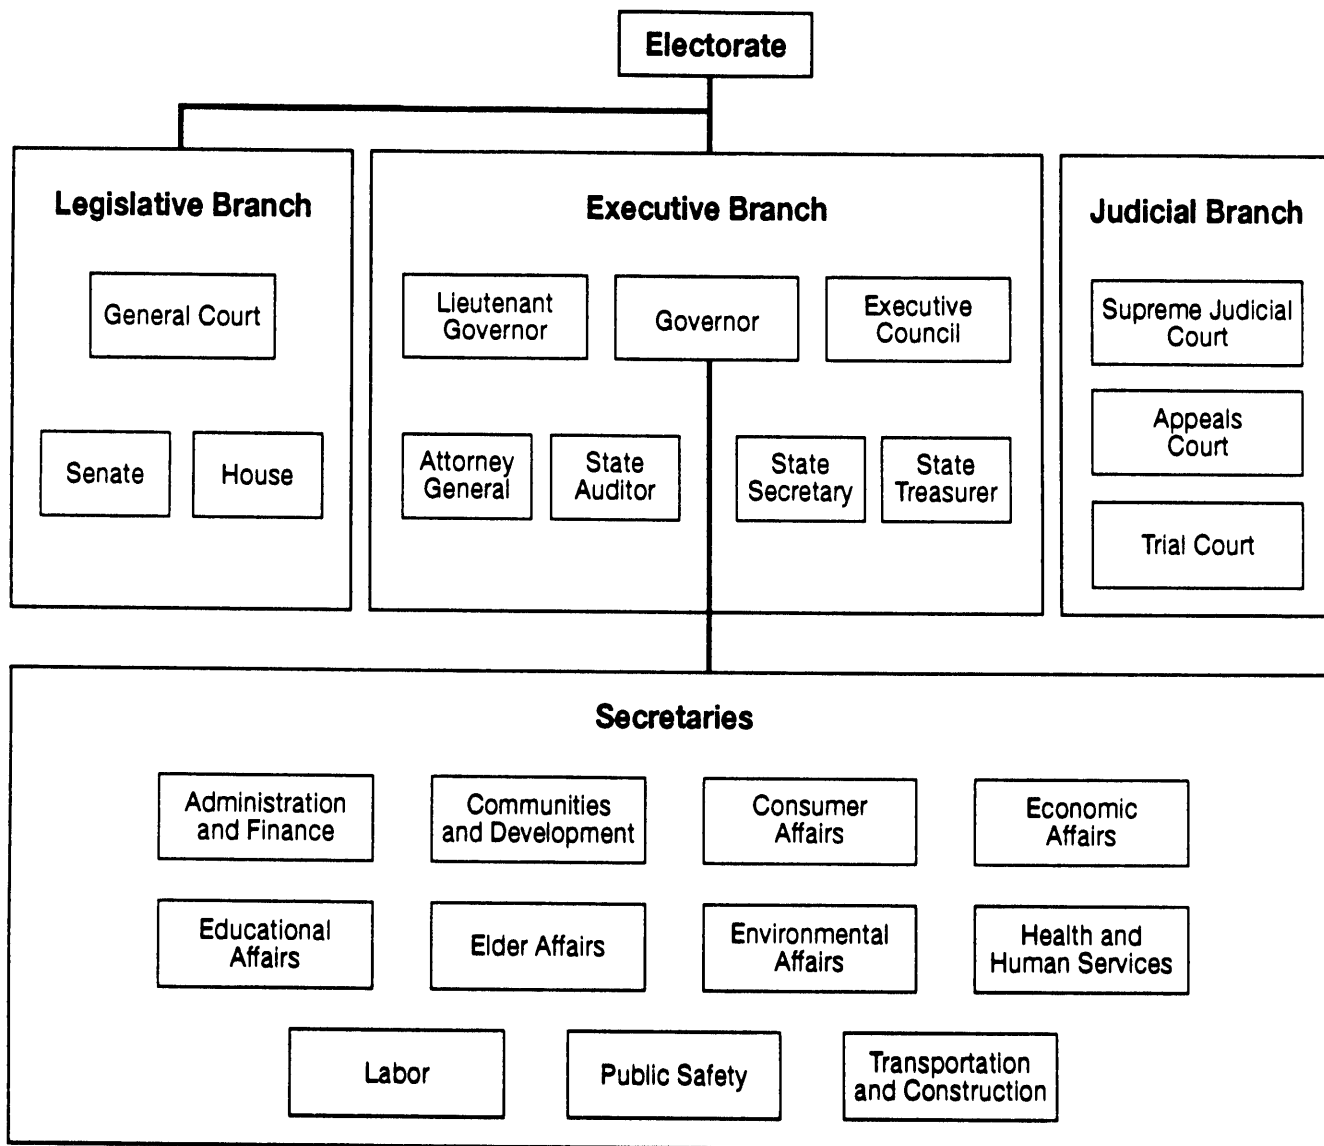 Electorate
Legislative Branch
General Court
Senate
House
Executive Branch
Lieutenant
Governor
Governor
Executive
Council
Attorney
General
State
Auditor
State
Secretary
State
Treasurer
Judicial Branch
Supreme Judicial
Court
Appeals
Court
Trial Court
Secretaries
Administration
and Finance
Communities
and Development
Consumer
Affairs
Economic
Affairs
Educational
Affairs
Elder Affairs
Environmental
Affairs
Health and
Human Services
Labor
Public Safety
Transportation
and Construction